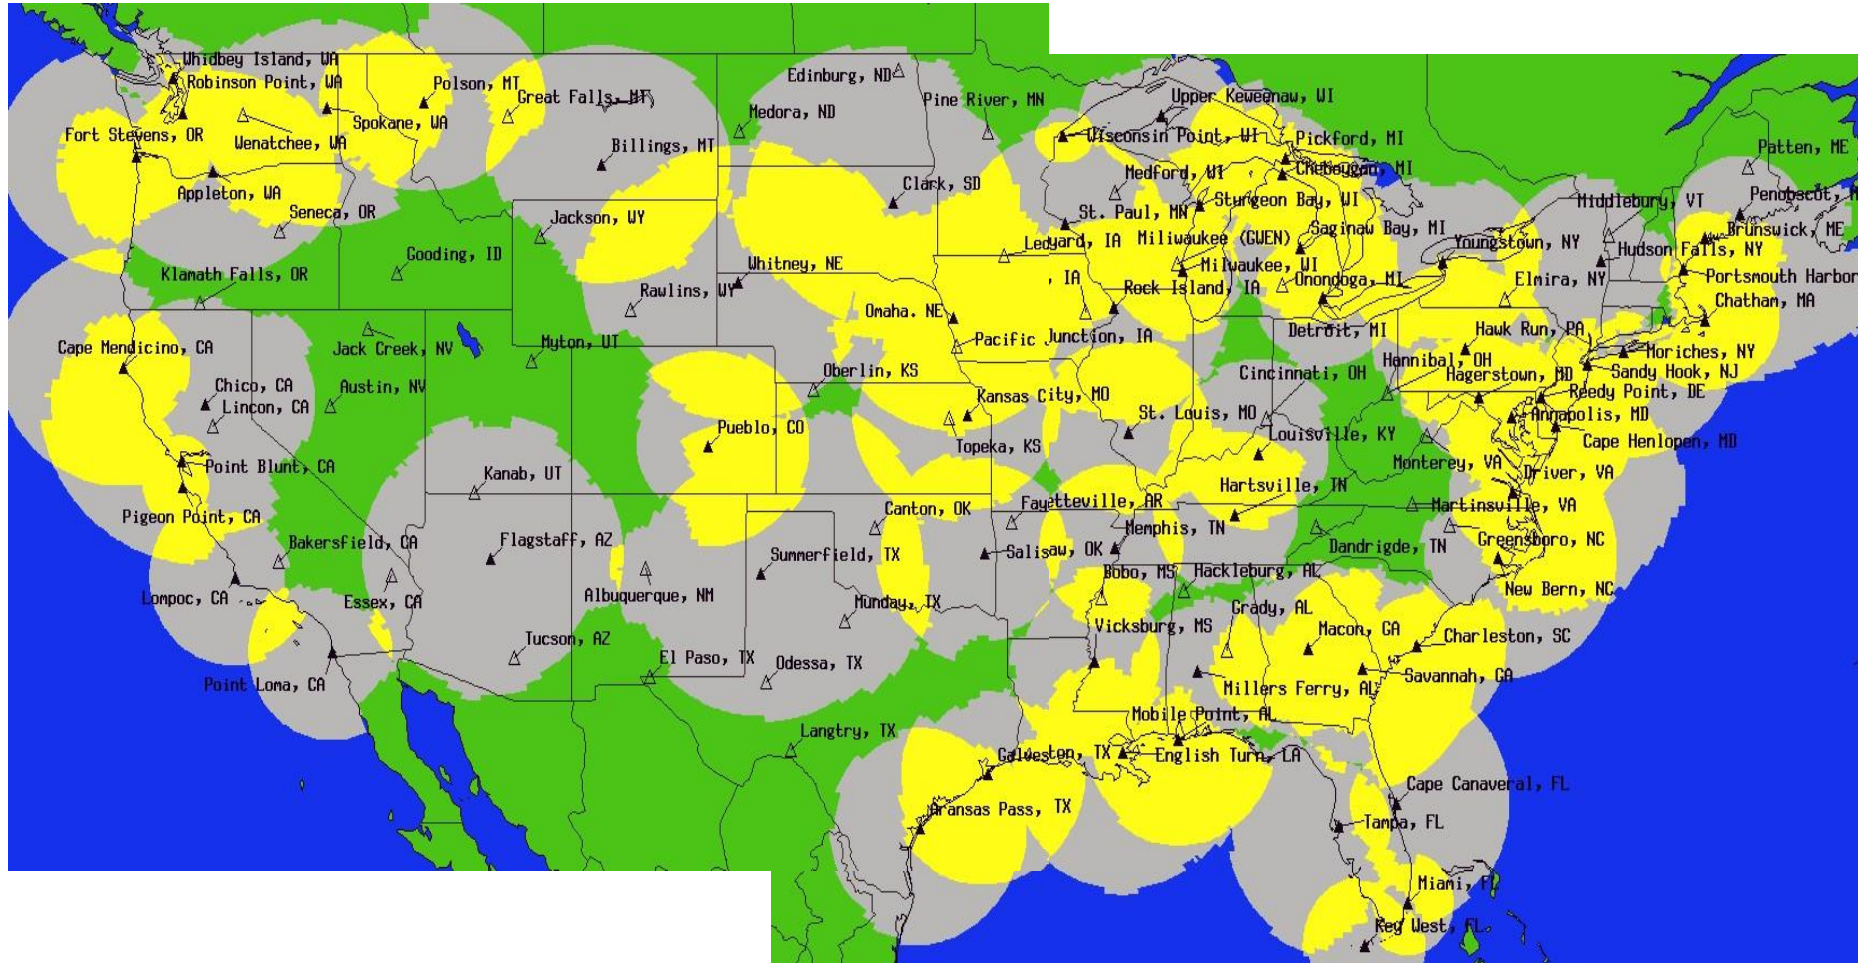 Whidbey Island, WA
Robinson Point, WA
Polson, MT
Great Falls, MT
Spokane, WA
Fort Stevens, OR
Wenatchee, WA
Appleton, WA
Seneca, OR
Billings, MT
Medora, ND
Edinburg, ND
Pine River, MN
Clark, SD
Jackson, WY
Gooding, ID
Klamath Falls, OR
Whitney, NE
Rawlins, WY
Omaha. NE
Pacific Junction, IA
Cape Mendicino, CA
Jack Creek, NV
Myton, UT
Chico, CA
Lincon, CA
Austin, NV
Oberlin, KS
Kansas City, MO
Topeka, KS
Pueblo, CO
Point Blunt, CA
Pigeon Point, CA
Kanab, UT
Bakersfield, CA
Flagstaff, AZ
Lompoc, CA
Essex, CA
Albuquerque, NM
Summerfield, TX
Canton, OK
Munday, TX
Tucson, AZ
El Paso, TX
Odessa, TX
Point Loma, CA
Langtry, TX
Upper Keweenaw, WI
Wisconsin Point, WI
Pickford, MI
Cheboygan, MI
Medford, WI
Sturgeon Bay, WI
St. Paul, MN
Ledyard, IA
Miliwaukee (GWEN)
Saginaw Bay, MI
Milwaukee, WI
, IA
Rock Island, IA
Onondoga, MI
Detroit, MI
Youngstown, NY
Elmira, NY
Middlebury, VT
Hudson Falls, NY
Patten, ME
Penobscot, M
Brunswick, ME
Portsmouth Harbor
Chatham, MA
Moriches, NY
Sandy Hook, NJ
Hawk Run, PA
Hannibal, OH
Hagerstown, MD
Reedy Point, DE
Annapolis, MD
Cape Henlopen, MD
Cincinnati, OH
Louisville, KY
St. Louis, MO
Monterey, VA
Driver, VA
Hartsville, TN
Martinsville, VA
Fayetteville, AR
Memphis, TN
Dandrigde, TN
Greensboro, NC
New Bern, NC
Salisaw, OK
Bobo, MS
Hackleburg, AL
Grady, AL
Vicksburg, MS
Macon, GA
Charleston, SC
Savannah, GA
Millers Ferry, AL
Mobile Point, AL
Galveston, TX
English Turn, LA
Aransas Pass, TX
Cape Canaveral, FL
Tampa, FL
Miami, FL
Key West, FL